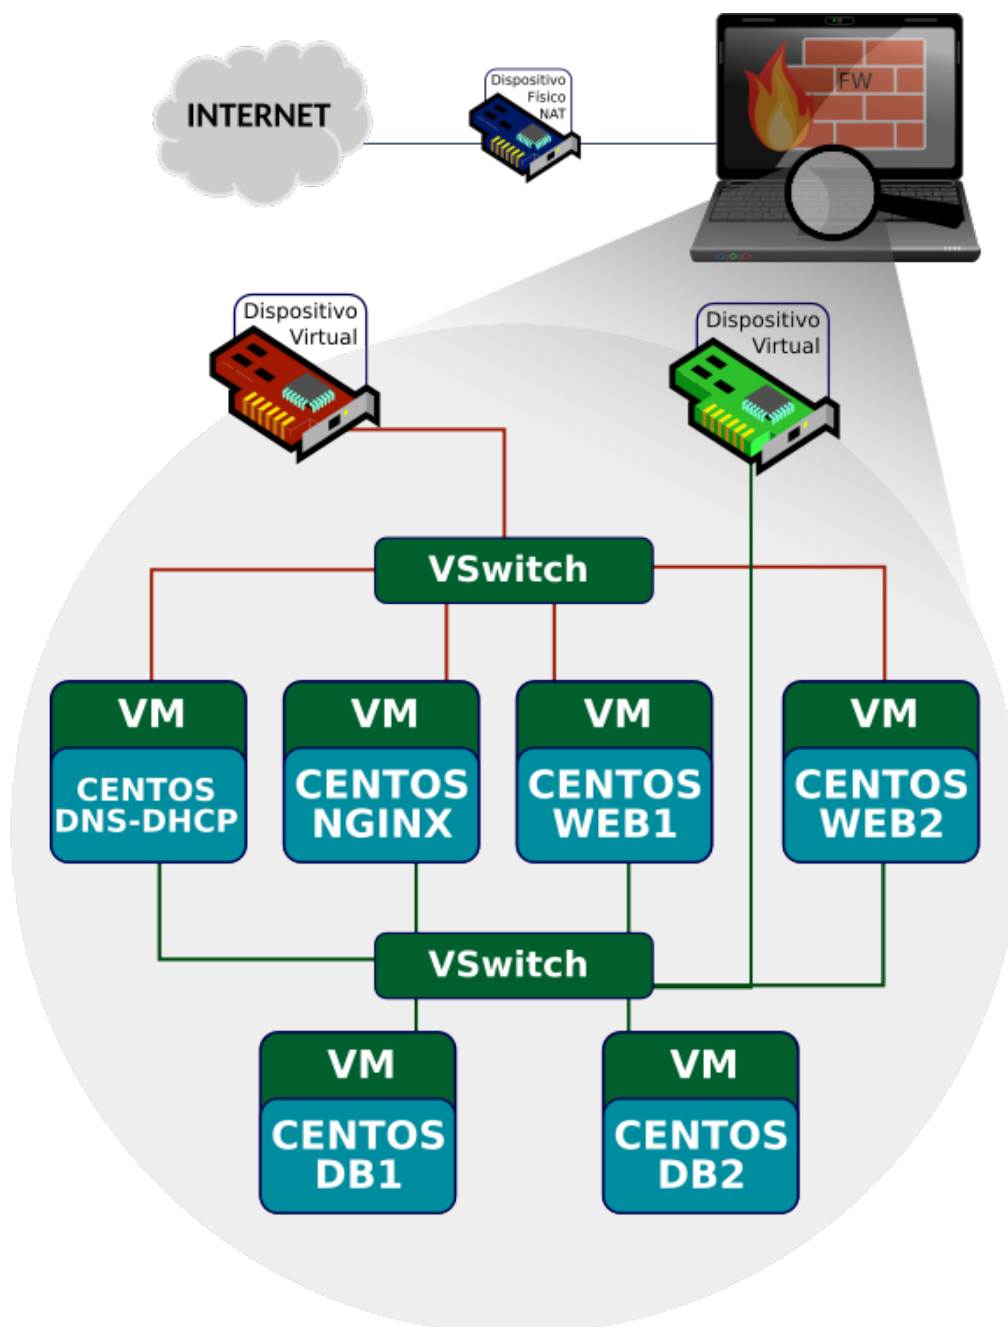 INTERNET
Dispositivo
Físico
NAT
FW
Dispositivo
Virtual
Dispositivo
Virtual
VSwitch
VM
CENTOS
DNS-DHCP
VM
CENTOS
NGINX
VM
CENTOS
WEB1
VM
CENTOS
WEB2
VSwitch
VM
CENTOS
DB1
VM
CENTOS
DB2